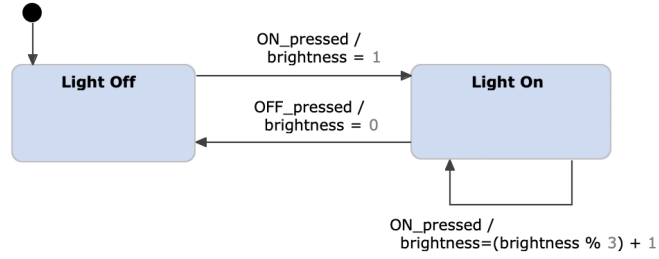 ON_pressed /
brightness = 1
Light Off
Light On
OFF_pressed /
brightness = 0
ON_pressed /
brightness=(brightness % 3) + 1